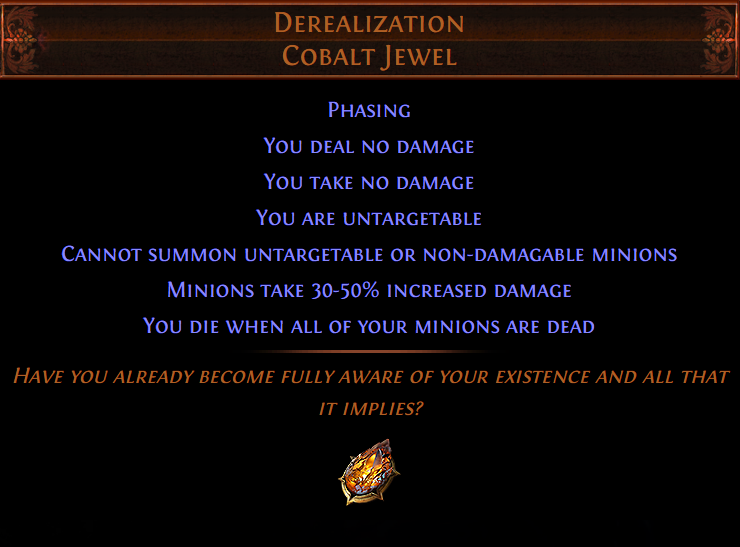 Derealization
Cobalt Jewel
Phasing
You deal no damage
You take no damage
You are untargetable
Cannot summon untargetable or non-damagable minions
Minions take 30-50% increased damage
You die when all of your minions are dead
Have you already become fully aware of your existence and all that
it implies?